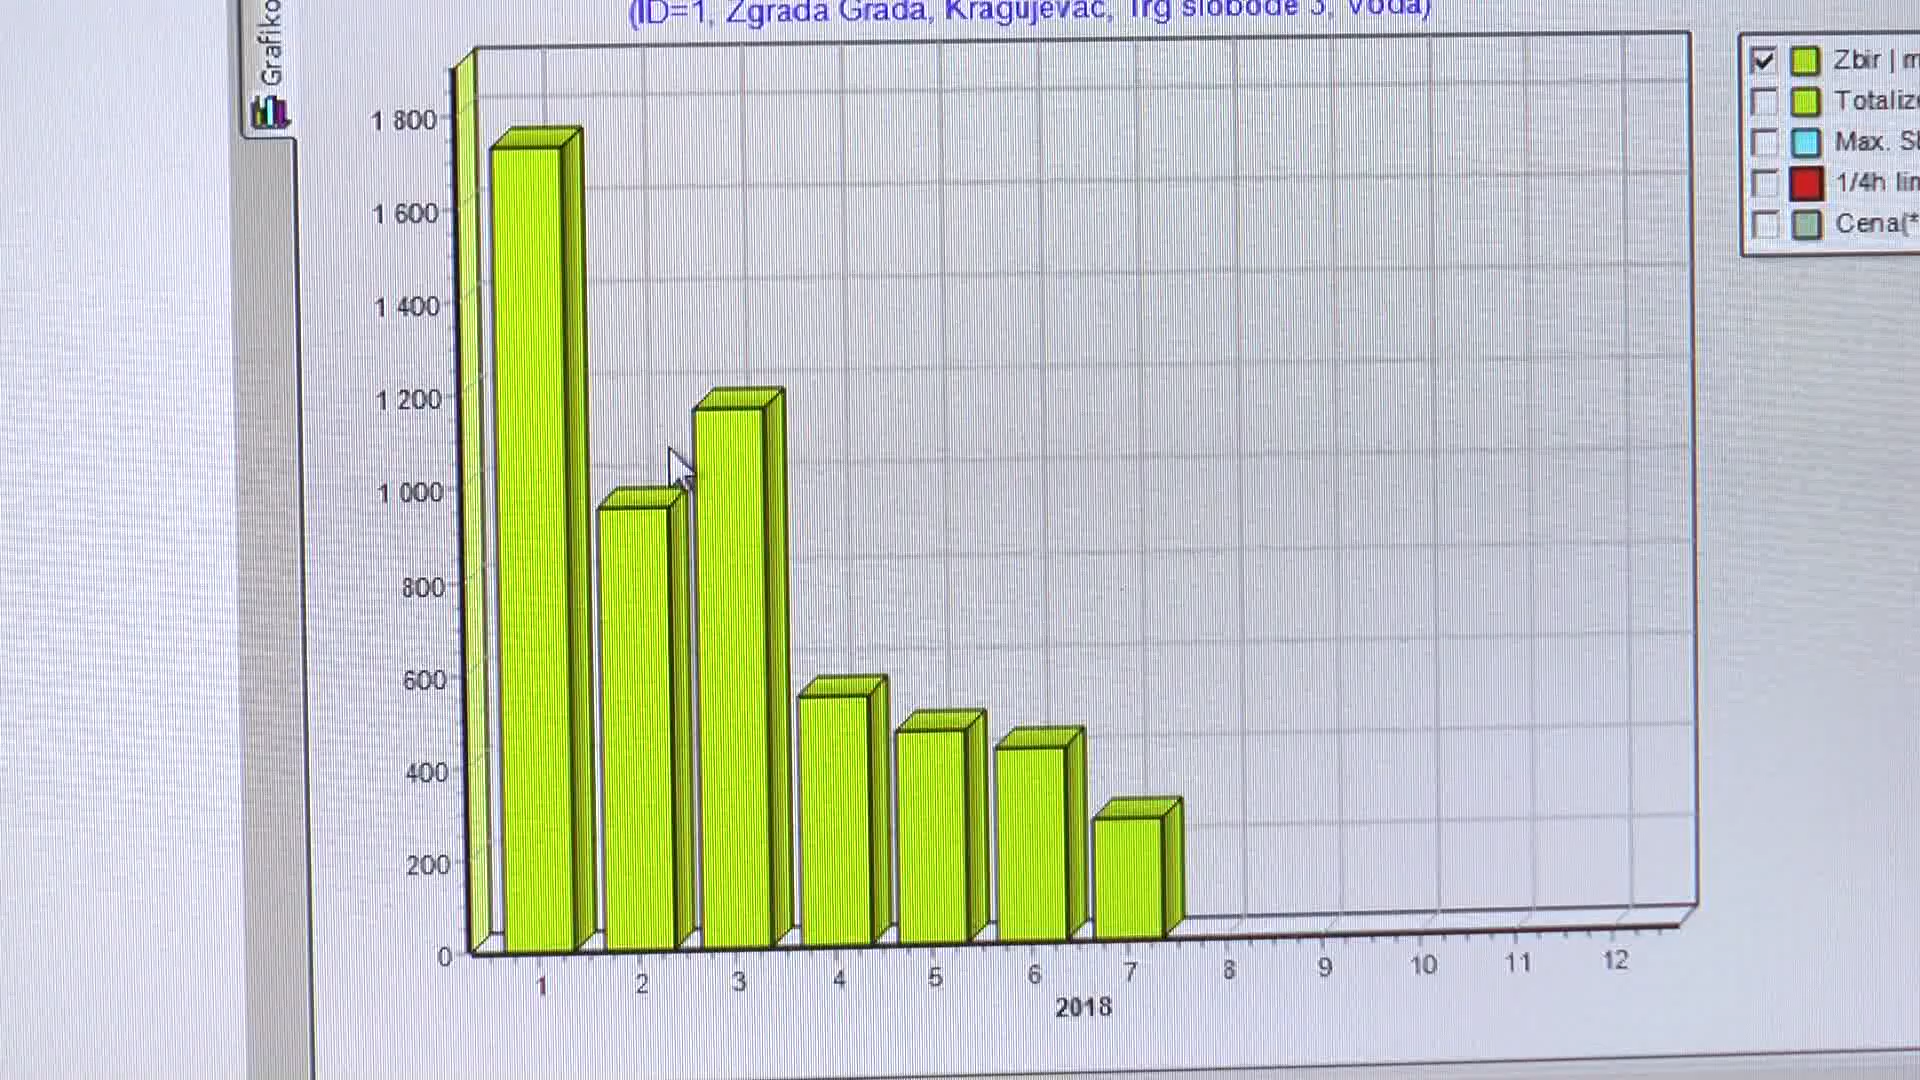 (ID=1, Zgrada Grada, Kragujevac, Trg slobode 3, Voda)
Grafiko
1 800
1 600
1 400
1 200
1 000
800
600
400
200
0
1 2 3 4 5 6 7 8 9 10 11 12
2018
Zbir | m
Totalize
Max. S
1/4h lin
Cena(*